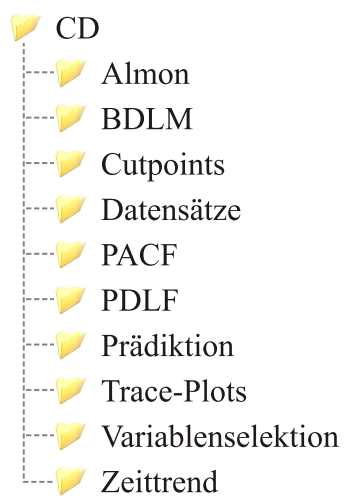 CD
Almon
BDLM
Cutpoints
Datensätze
PACF
PDLF
Prädiktion
Trace-Plots
Variablenselektion
Zeittrend